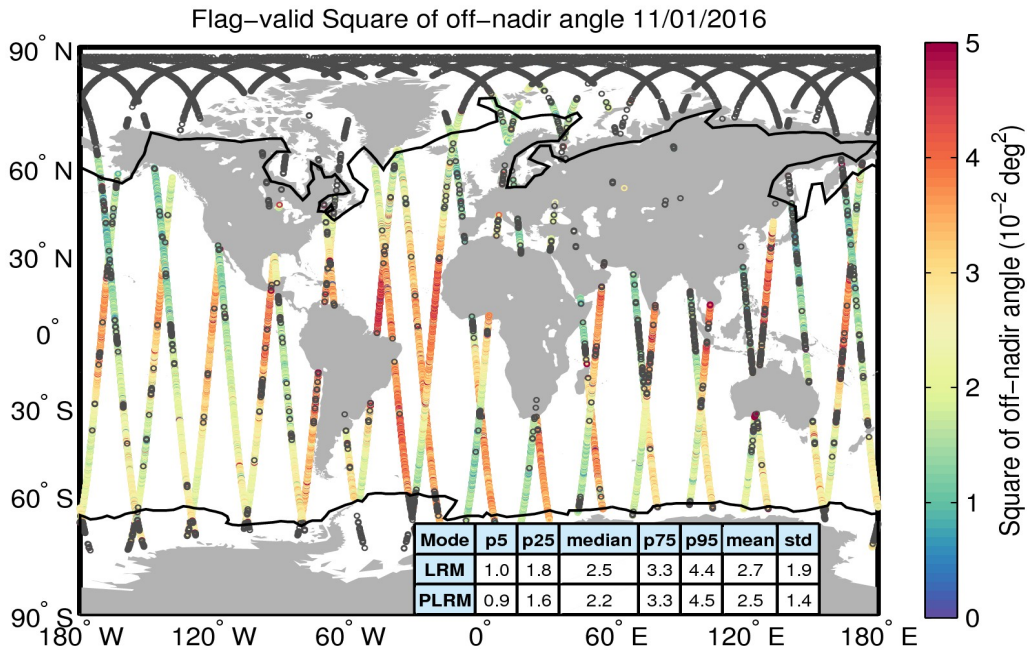 Flag−valid Square of off−nadir angle 11/01/2016
90° N
60° N
30° N
0°
30° S
60° S
90° S
180° W
120° W
60° W
0°
60° E
120° E
180° E
Mode p5 p25 median p75 p95 mean std
LRM 1.0 1.8 2.5 3.3 4.4 2.7 1.9
PLRM 0.9 1.6 2.2 3.3 4.5 2.5 1.4
5
4
3
2
1
0
Square of off−nadir angle (10⁻² deg²)